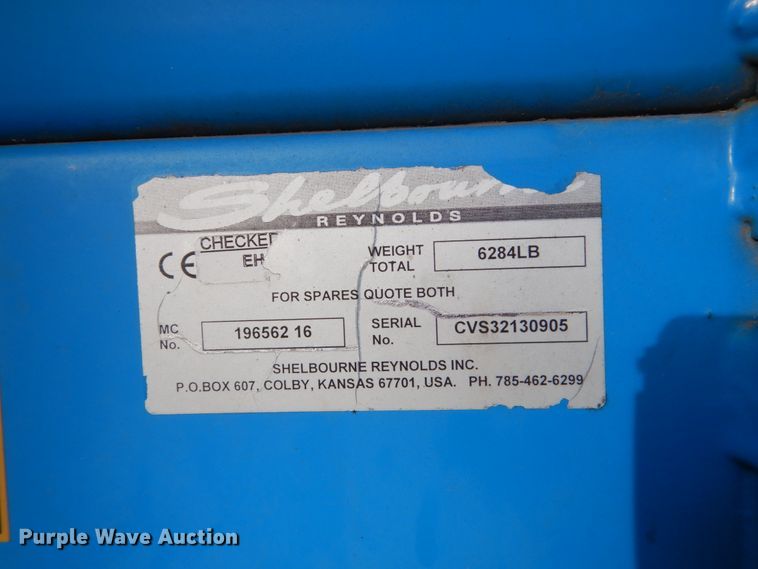 Shelbourne
REYNOLDS
CHECKED
EH
CE
WEIGHT TOTAL 6284LB
FOR SPARES QUOTE BOTH
MC No. 196562 16
SERIAL No. CVS32130905
SHELBOURNE REYNOLDS INC.
P.O.BOX 607, COLBY, KANSAS 67701, USA. PH. 785-462-6299
Purple Wave Auction